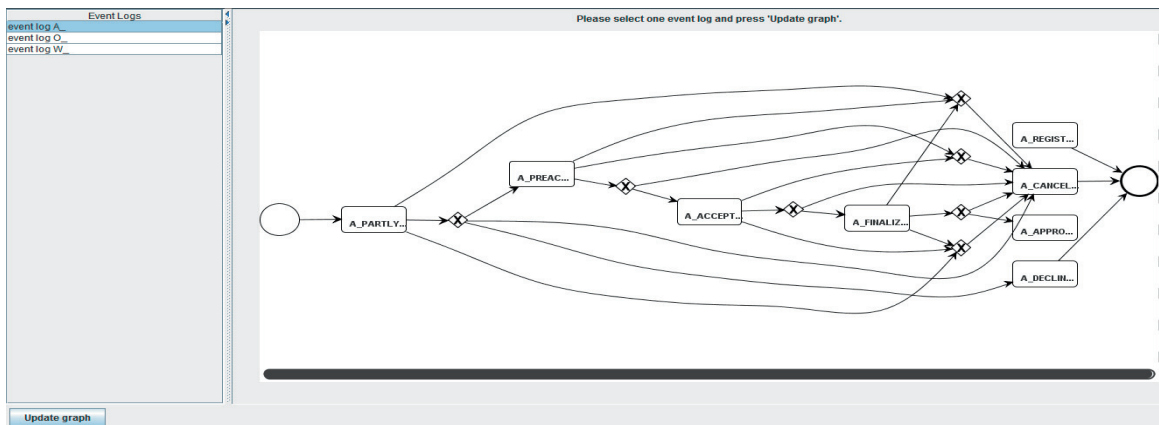 Event Logs
event log A_
event log O_
event log W_
Please select one event log and press 'Update graph'.
A_REGIST...
A_PREAC...
A_CANCEL...
A_ACCEPT...
A_PARTLY...
A_FINALIZ...
A_APPRO...
A_DECLIN...
Update graph